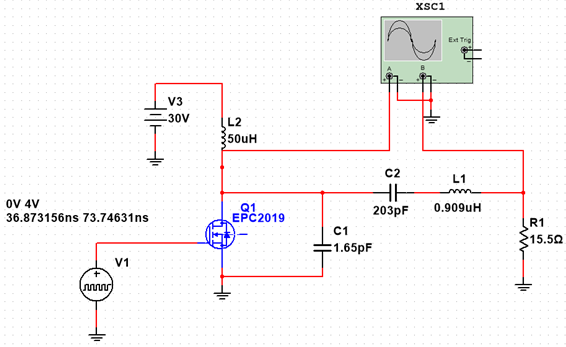 XSC1
Ext Trig
+
−
A
B
+ −
+ −
V3
30V
L2
50uH
0V 4V
36.873156ns 73.74631ns
Q1
EPC2019
C2
203pF
L1
0.909uH
C1
1.65pF
R1
15.5Ω
V1
+